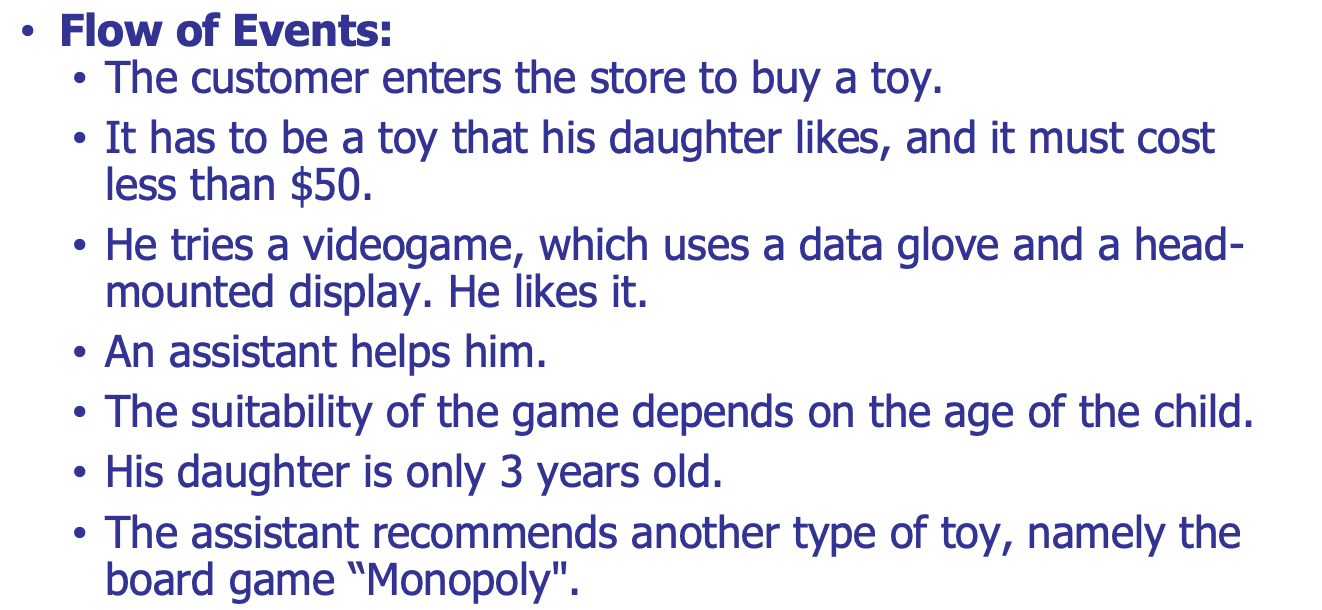 • Flow of Events:
• The customer enters the store to buy a toy.
• It has to be a toy that his daughter likes, and it must cost
less than $50.
• He tries a videogame, which uses a data glove and a head-
mounted display. He likes it.
• An assistant helps him.
• The suitability of the game depends on the age of the child.
• His daughter is only 3 years old.
• The assistant recommends another type of toy, namely the
board game “Monopoly".